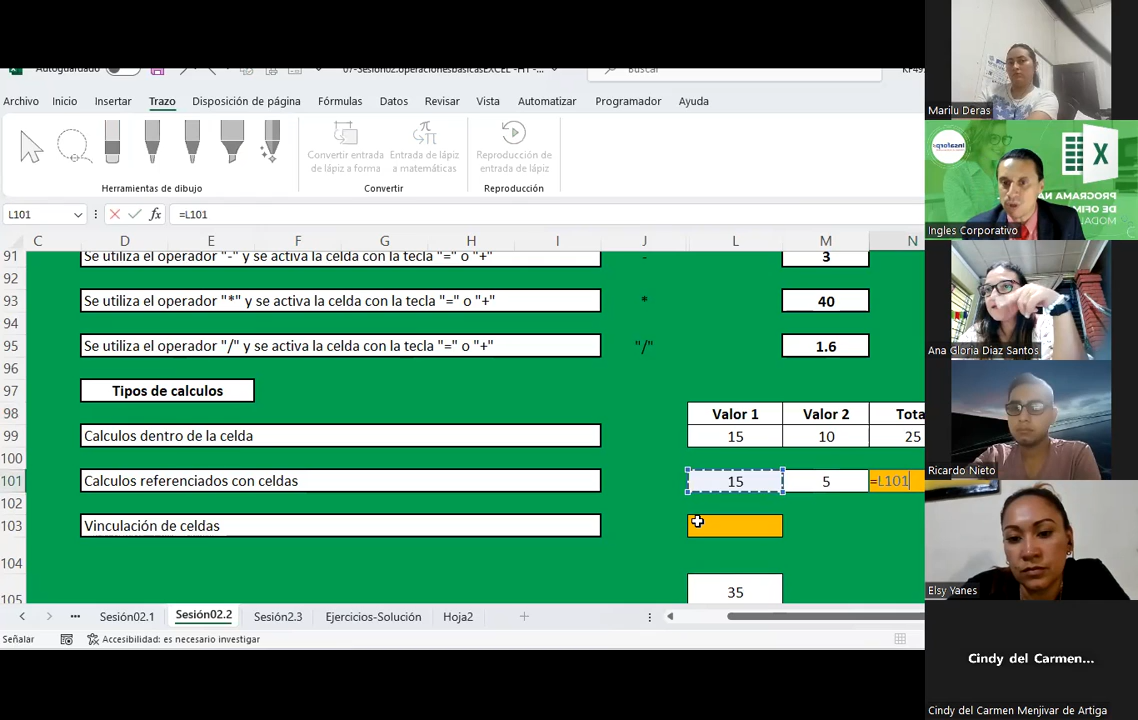 Autoguardado
07-Sesión02.operacionesbasicasEXCEL -HT -...
Buscar
Archivo Inicio Insertar Trazo Disposición de página Fórmulas Datos Revisar Vista Automatizar Programador Ayuda
Convertir entrada de lápiz a forma
Entrada de lápiz a matemáticas
Reproducción de entrada de lápiz
Herramientas de dibujo
Convertir
Reproducción
L101
fx
=L101
C D E F G H I J L M N
91 Se utiliza el operador "-" y se activa la celda con la tecla "=" o "+" - 3
92
93 Se utiliza el operador "*" y se activa la celda con la tecla "=" o "+" * 40
94
95 Se utiliza el operador "/" y se activa la celda con la tecla "=" o "+" "/" 1.6
96
97 Tipos de calculos
98 Valor 1 Valor 2 Tota
99 Calculos dentro de la celda 15 10 25
100
101 Calculos referenciados con celdas 15 5 =L101
102
103 Vinculación de celdas
104
105 35
... Sesión02.1 Sesión02.2 Sesión2.3 Ejercicios-Solución Hoja2
Señalar
Accesibilidad: es necesario investigar
Marilu Deras
insaforp
X
PROGRAMA NA
DE OFIM
MODAL
Ingles Corporativo
Ana Gloria Diaz Santos
Ricardo Nieto
Elsy Yanes
Cindy del Carmen...
Cindy del Carmen Menjivar de Artiga